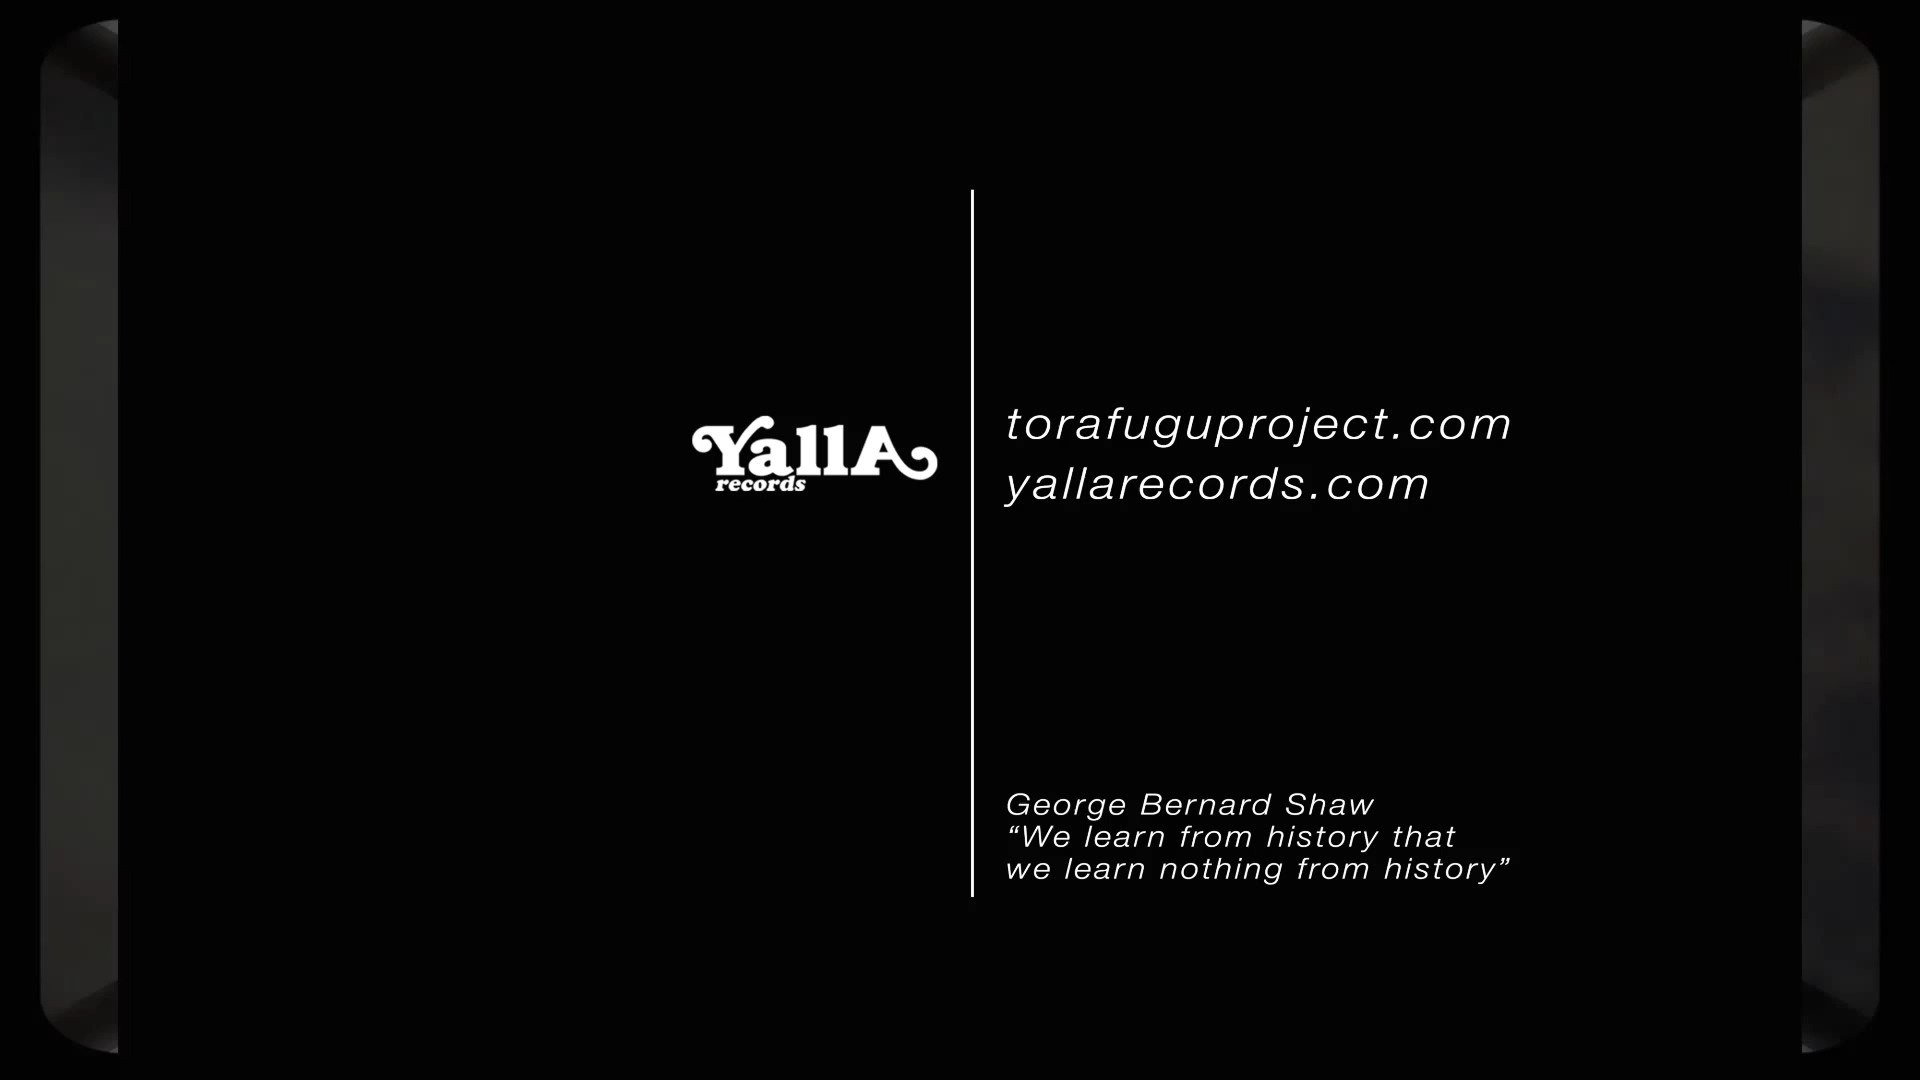 YallA
records
torafuguproject.com
yallarecords.com
George Bernard Shaw
“We learn from history that
we learn nothing from history”